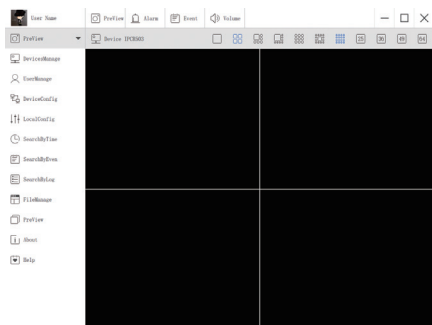 User Name
PreView Alarm Event Volume
PreView
Device IPCR865
25 36 49 64
DevicesManage
UserManage
DeviceConfig
LocalConfig
SearchByTime
SearchByEven
SearchByLog
FileManage
PreView
About
Help